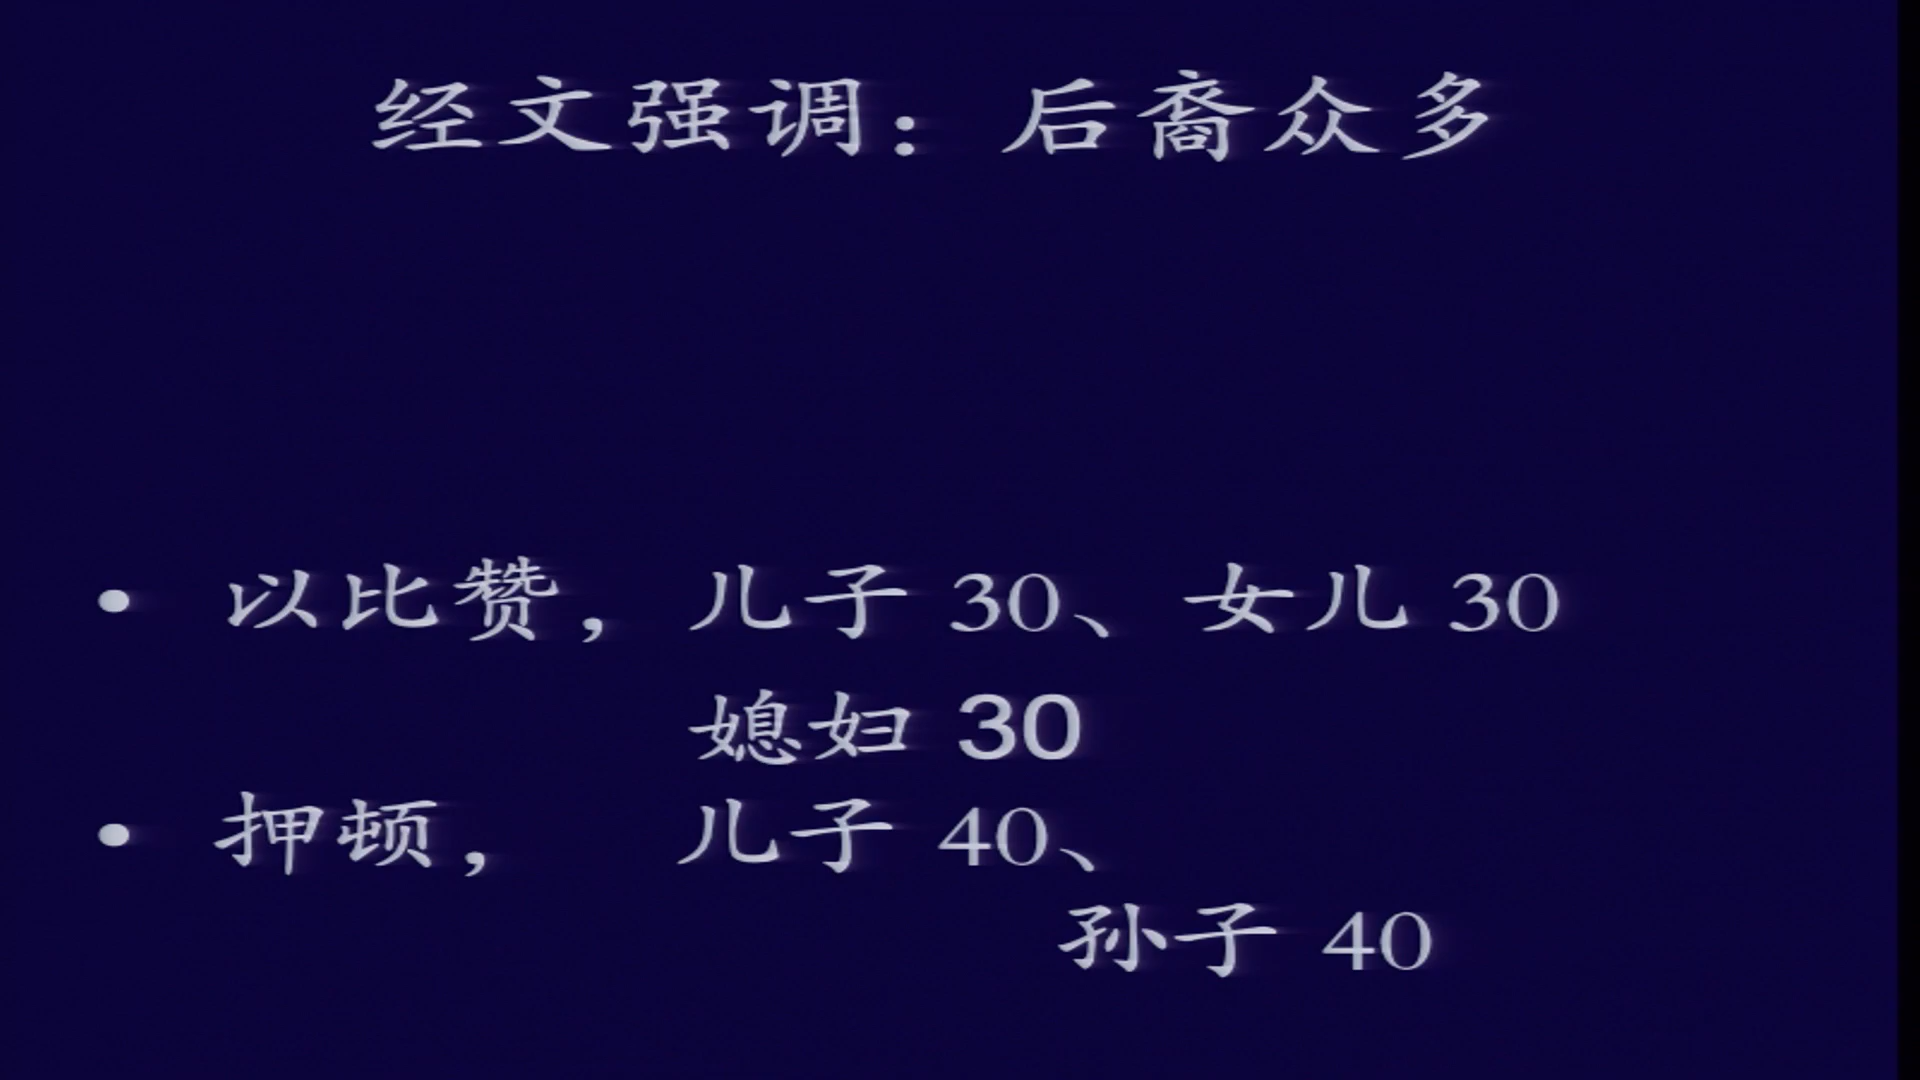 经文强调：后裔众多
• 以比赞，儿子 30、女儿 30
媳妇 30
• 押顿， 儿子 40、
孙子 40